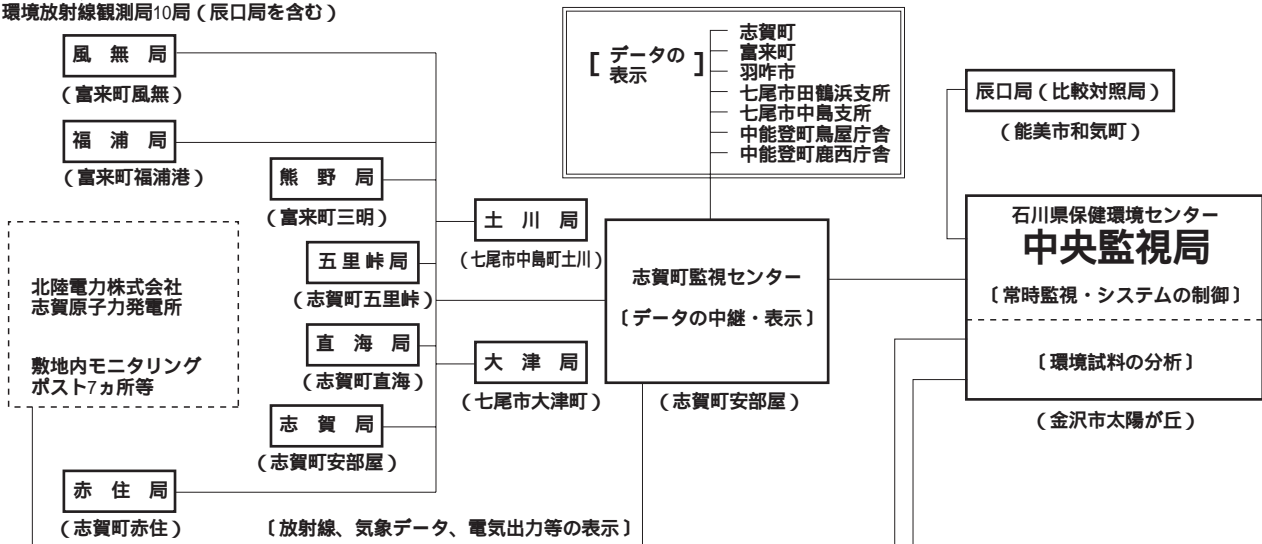 環境放射線観測局10局（辰口局を含む）
風 無 局
（富来町風無）
福 浦 局
（富来町福浦港）
熊 野 局
（富来町三明）
土 川 局
（七尾市中島町土川）
五里峠局
（志賀町五里峠）
直 海 局
（志賀町直海）
大 津 局
（七尾市大津町）
志 賀 局
（志賀町安部屋）
赤 住 局
（志賀町赤住）
北陸電力株式会社
志賀原子力発電所
敷地内モニタリング
ポスト7ヵ所等
〔放射線、気象データ、電気出力等の表示〕
[ データの
表示 ]
志賀町
富来町
羽咋市
七尾市田鶴浜支所
七尾市中島支所
中能登町鳥屋庁舎
中能登町鹿西庁舎
志賀町監視センター
〔データの中継・表示〕
（志賀町安部屋）
辰口局（比較対照局）
（能美市和気町）
石川県保健環境センター
中央監視局
〔常時監視・システムの制御〕
〔環境試料の分析〕
（金沢市太陽が丘）